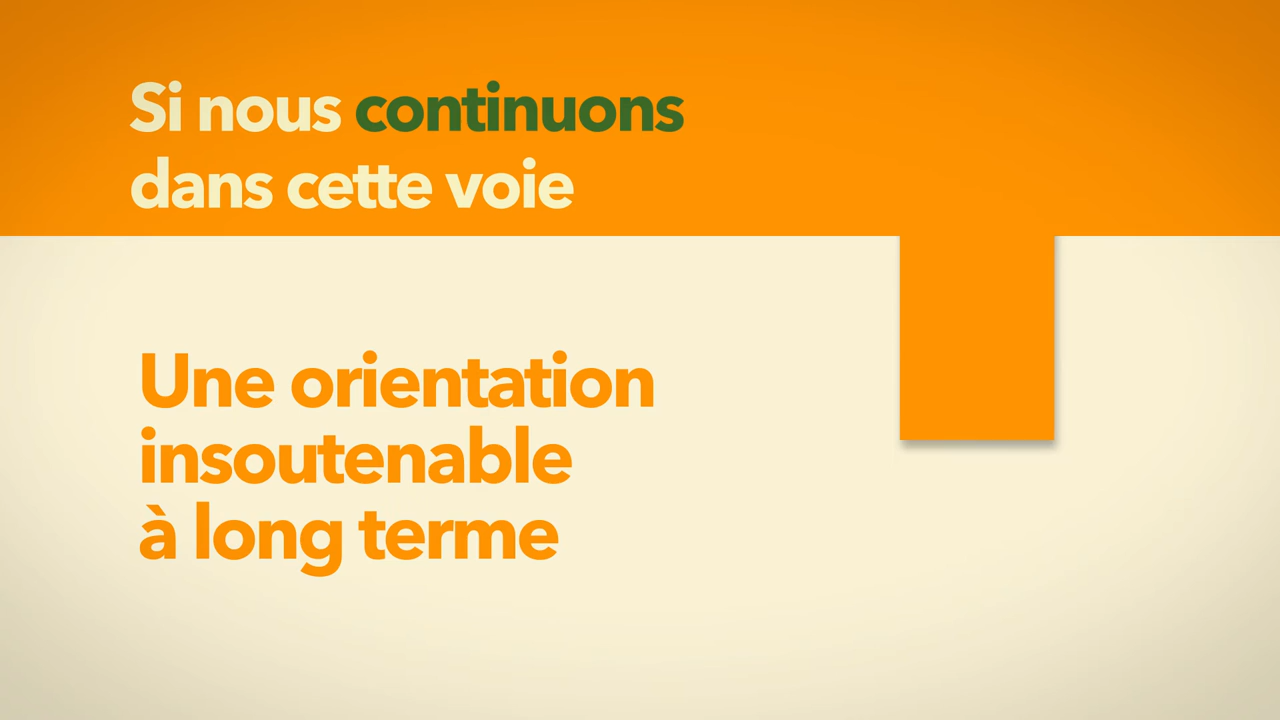 Si nous continuons
dans cette voie
Une orientation
insoutenable
à long terme